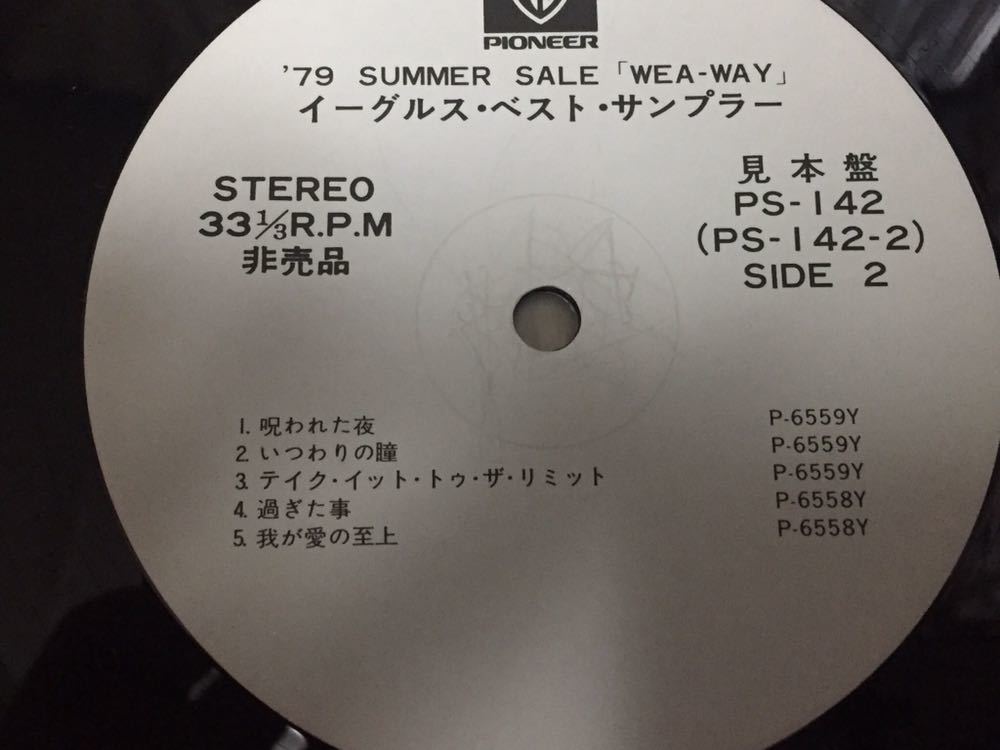 PIONEER
'79 SUMMER SALE「WEA-WAY」
イーグルス・ベスト・サンプラー
STEREO
33⅓R.P.M
非売品
見本盤
PS-142
(PS-142-2)
SIDE 2
1. 呪われた夜 P-6559Y
2. いつわりの瞳 P-6559Y
3. テイク・イット・トゥ・ザ・リミット P-6559Y
4. 過ぎた事 P-6558Y
5. 我が愛の至上 P-6558Y